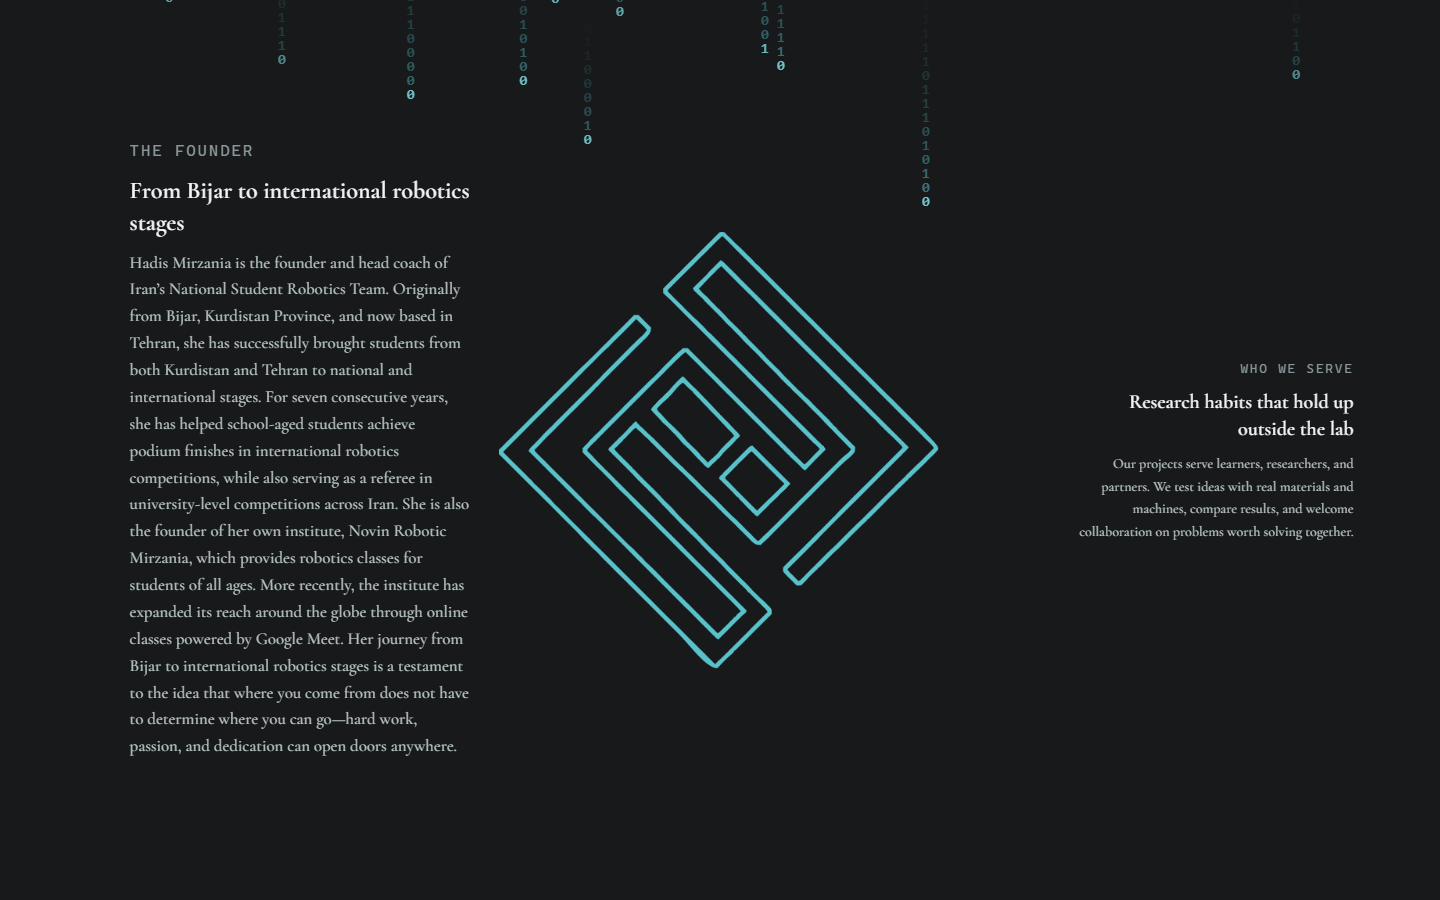 THE FOUNDER
From Bijar to international robotics
stages
Hadis Mirzania is the founder and head coach of
Iran’s National Student Robotics Team. Originally
from Bijar, Kurdistan Province, and now based in
Tehran, she has successfully brought students from
both Kurdistan and Tehran to national and
international stages. For seven consecutive years,
she has helped school-aged students achieve
podium finishes in international robotics
competitions, while also serving as a referee in
university-level competitions across Iran. She is also
the founder of her own institute, Novin Robotic
Mirzania, which provides robotics classes for
students of all ages. More recently, the institute has
expanded its reach around the globe through online
classes powered by Google Meet. Her journey from
Bijar to international robotics stages is a testament
to the idea that where you come from does not have
to determine where you can go—hard work,
passion, and dedication can open doors anywhere.
WHO WE SERVE
Research habits that hold up
outside the lab
Our projects serve learners, researchers, and
partners. We test ideas with real materials and
machines, compare results, and welcome
collaboration on problems worth solving together.